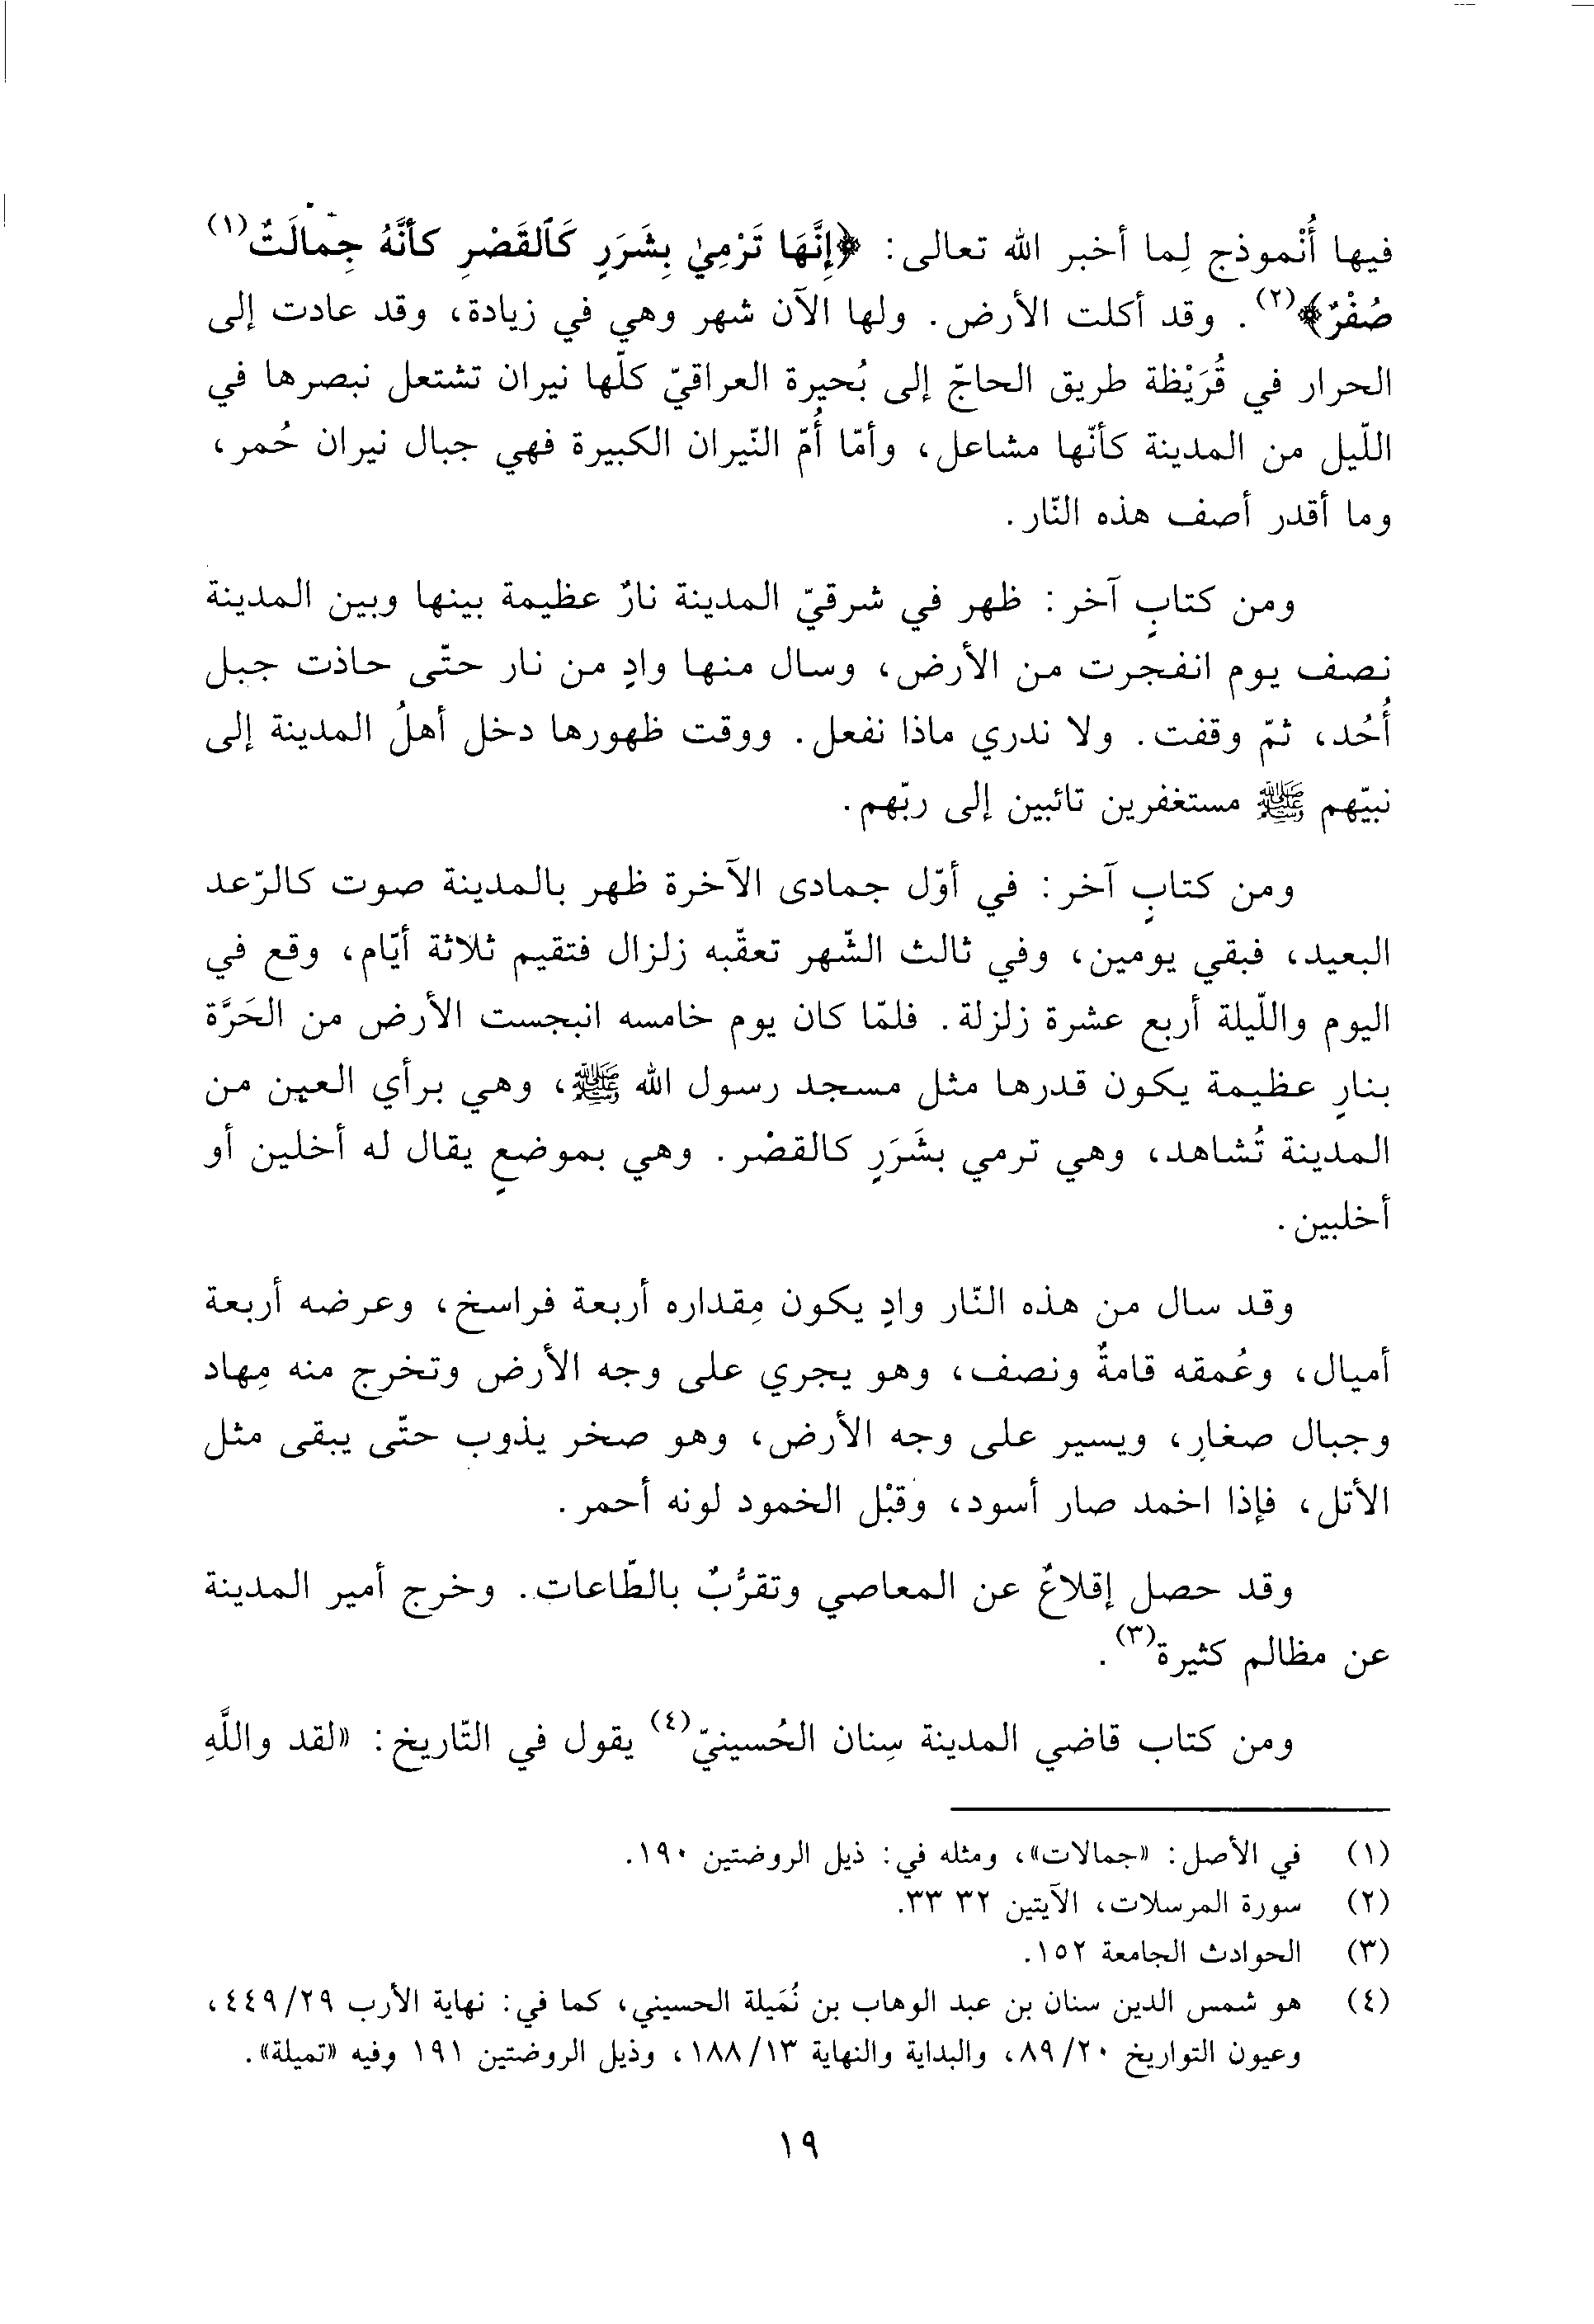 فيها أُنْموذج لِما أخبر الله تعالى: ﴿إِنَّهَا تَرْمِيْ بِشَرَرٍ كَٱلقَصْرِ كأنَّهُ جِمالَتٌ(١)
صُفْرٌ﴾(٢). وقد أكلت الأرض. ولها الآن شهر وهي في زيادة، وقد عادت إلى
الحرار في قُرَيْظة طريق الحاجّ إلى بُحيرة العراقيّ كلّها نيران تشتعل نبصرها في
اللّيل من المدينة كأنّها مشاعل، وأمّا أُمّ النّيران الكبيرة فهي جبال نيران حُمر،
وما أقدر أصف هذه النّار.
ومن كتابٍ آخر: ظهر في شرقيّ المدينة نارٌ عظيمة بينها وبين المدينة
نصف يوم انفجرت من الأرض، وسال منها وادٍ من نار حتّى حاذت جبل
أُحُد، ثمّ وقفت. ولا ندري ماذا نفعل. ووقت ظهورها دخل أهلُ المدينة إلى
نبيّهم ﷺ مستغفرين تائبين إلى ربّهم.
ومن كتابٍ آخر: في أوّل جمادى الآخرة ظهر بالمدينة صوت كالرّعد
البعيد، فبقي يومين، وفي ثالث الشّهر تعقّبه زلزال فتقيم ثلاثة أيّام، وقع في
اليوم واللّيلة أربع عشرة زلزلة. فلمّا كان يوم خامسه انبجست الأرض من الحَرَّة
بنارٍ عظيمة يكون قدرها مثل مسجد رسول الله ﷺ، وهي برأي العين من
المدينة تُشاهد، وهي ترمي بشَرَرٍ كالقصْر. وهي بموضعٍ يقال له أخلين أو
أخلبين.
وقد سال من هذه النّار وادٍ يكون مِقداره أربعة فراسخ، وعرضه أربعة
أميال، وعُمقه قامةٌ ونصف، وهو يجري على وجه الأرض وتخرج منه مِهاد
وجبال صغارِ، ويسير على وجه الأرض، وهو صخر يذوب حتّى يبقى مثل
الأتل، فإذا اخمد صار أسود، وقبْل الخمود لونه أحمر.
وقد حصل إقلاعٌ عن المعاصي وتقرُّبٌ بالطّاعات. وخرج أمير المدينة
عن مظالم كثيرة(٣).
ومن كتاب قاضي المدينة سِنان الحُسينيّ(٤) يقول في التّاريخ: «لقد واللَّهِ
(١) في الأصل: «جمالات»، ومثله في: ذيل الروضتين ١٩٠.
(٢) سورة المرسلات، الآيتين ٣٢ ٣٣.
(٣) الحوادث الجامعة ١٥٢.
(٤) هو شمس الدين سنان بن عبد الوهاب بن نُمَيلة الحسيني، كما في: نهاية الأرب ٤٤٩/٢٩،
وعيون التواريخ ٨٩/٢٠، والبداية والنهاية ١٨٨/١٣، وذيل الروضتين ١٩١ وفيه «تميلة».
١٩